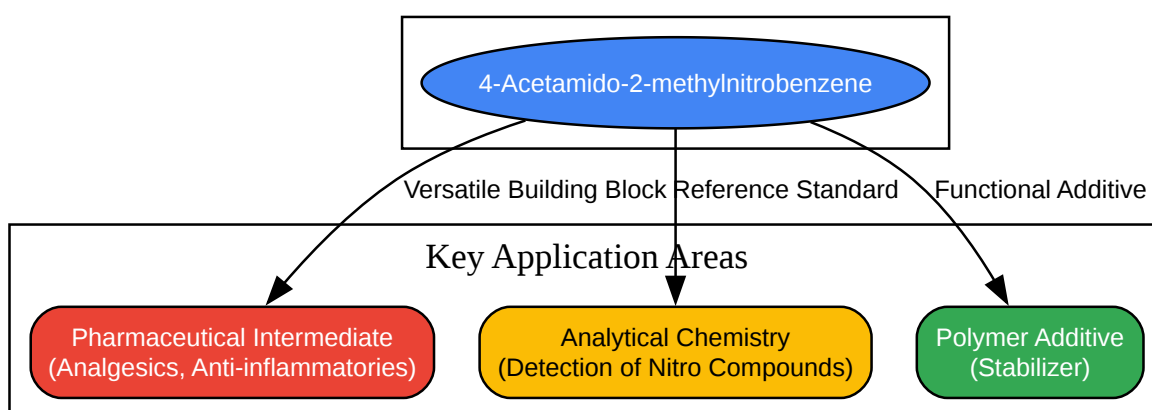 4-Acetamido-2-methylnitrobenzene
Versatile Building Block
Reference Standard
Functional Additive
Key Application Areas
Pharmaceutical Intermediate
(Analgesics, Anti-inflammatories)
Analytical Chemistry
(Detection of Nitro Compounds)
Polymer Additive
(Stabilizer)